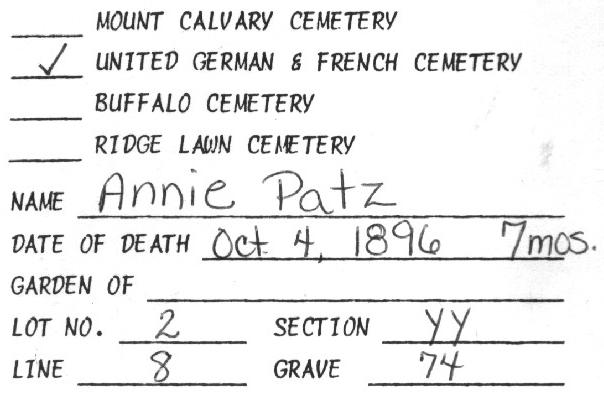 MOUNT CALVARY CEMETERY
✓ UNITED GERMAN & FRENCH CEMETERY
BUFFALO CEMETERY
RIDGE LAWN CEMETERY
NAME Annie Patz
DATE OF DEATH Oct 4, 1896 7mos.
GARDEN OF
LOT NO. 2 SECTION YY
LINE 8 GRAVE 74